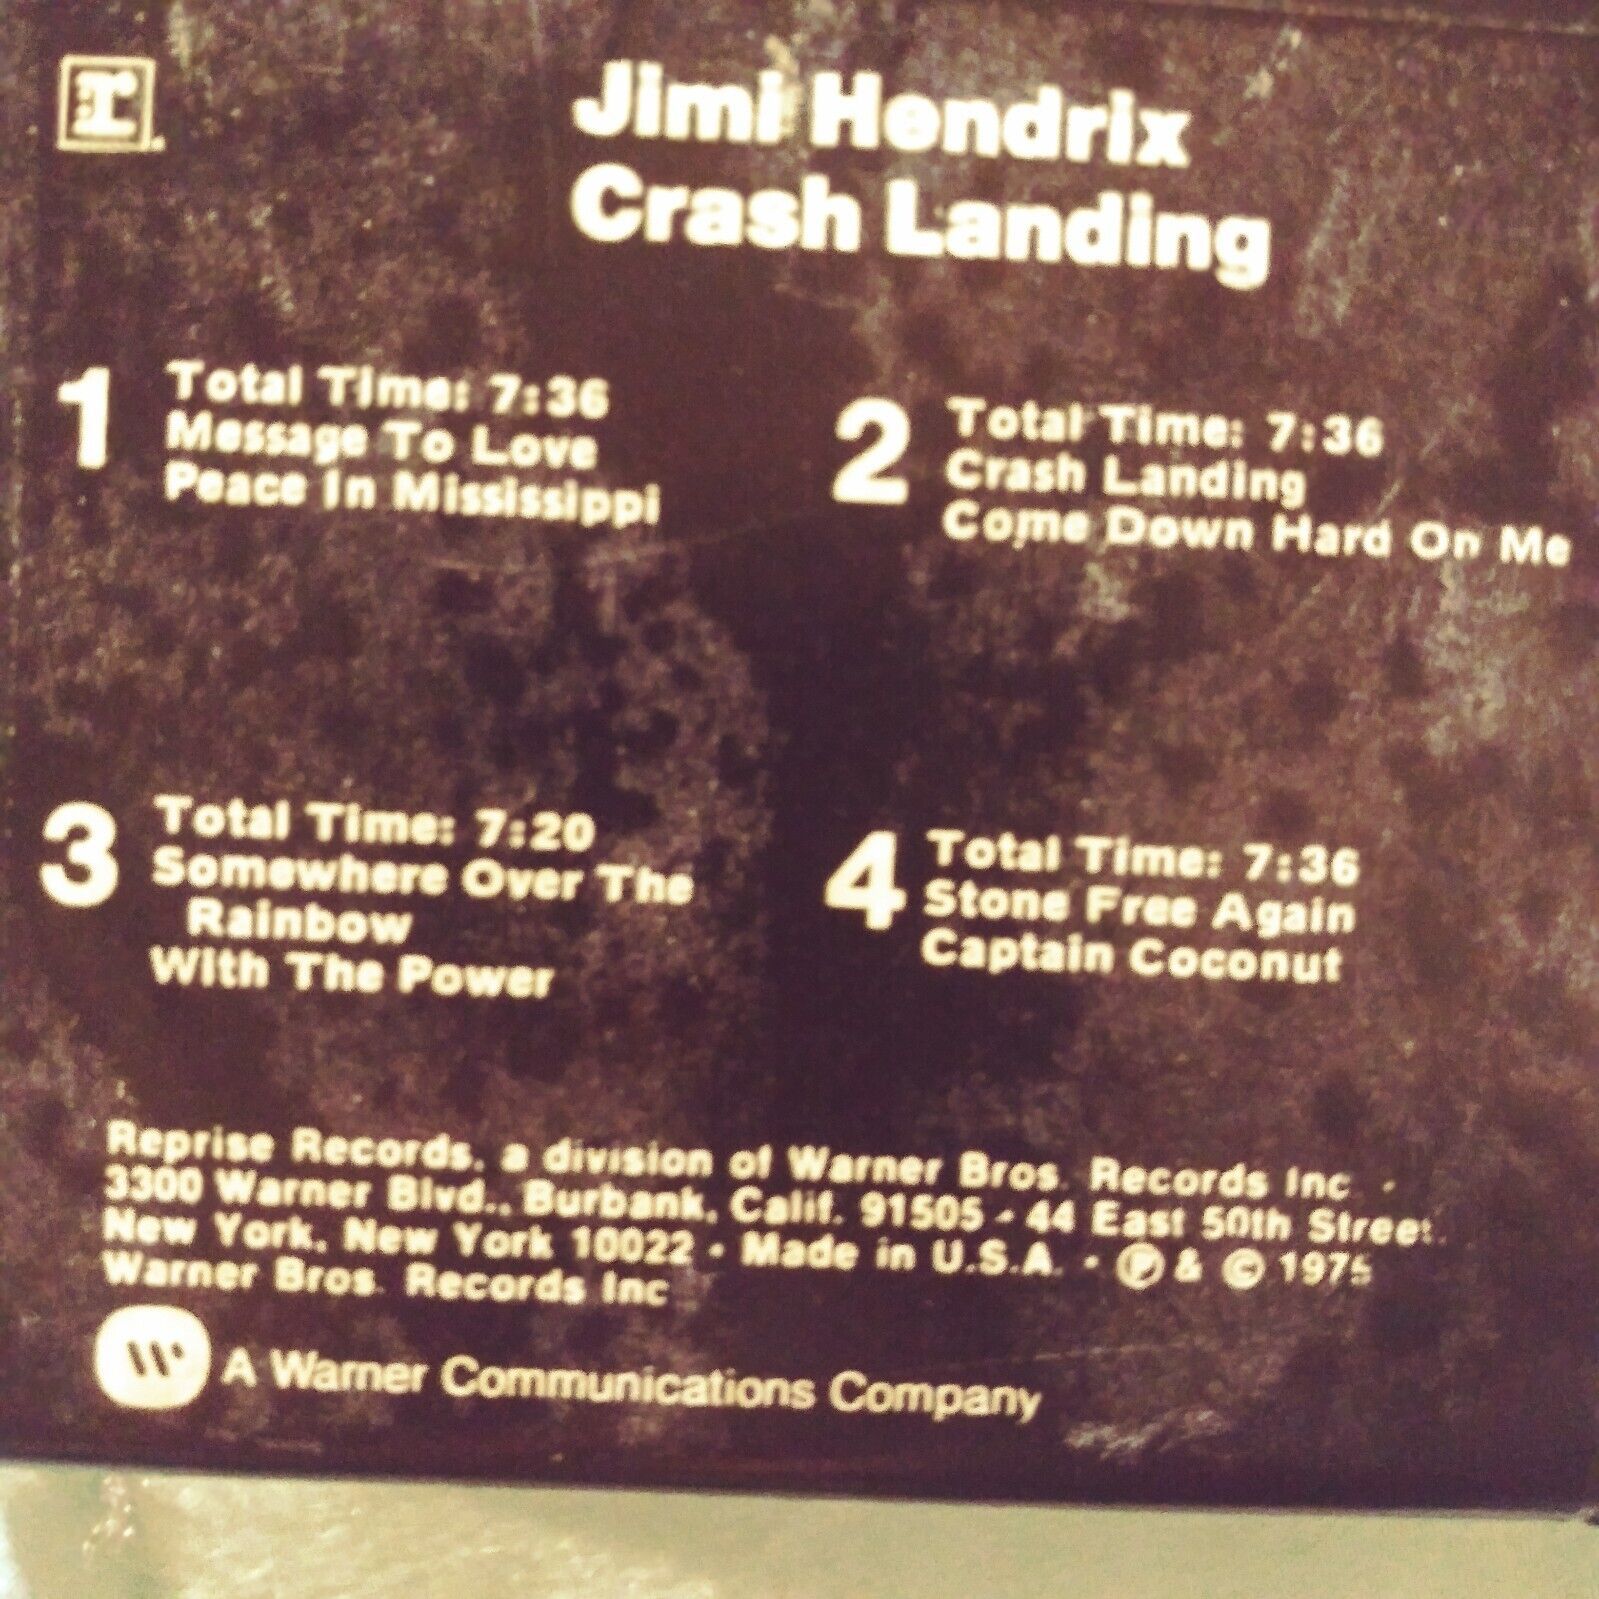 r
Jimi Hendrix
Crash Landing
1
Total Time: 7:36
Message To Love
Peace In Mississippi
2
Total Time: 7:36
Crash Landing
Come Down Hard On Me
3
Total Time: 7:20
Somewhere Over The
Rainbow
With The Power
4
Total Time: 7:36
Stone Free Again
Captain Coconut
Reprise Records, a division of Warner Bros. Records Inc. •
3300 Warner Blvd., Burbank, Calif. 91505 • 44 East 50th Street,
New York, New York 10022 • Made in U.S.A. • ℗ & © 1975
Warner Bros. Records Inc
W
A Warner Communications Company